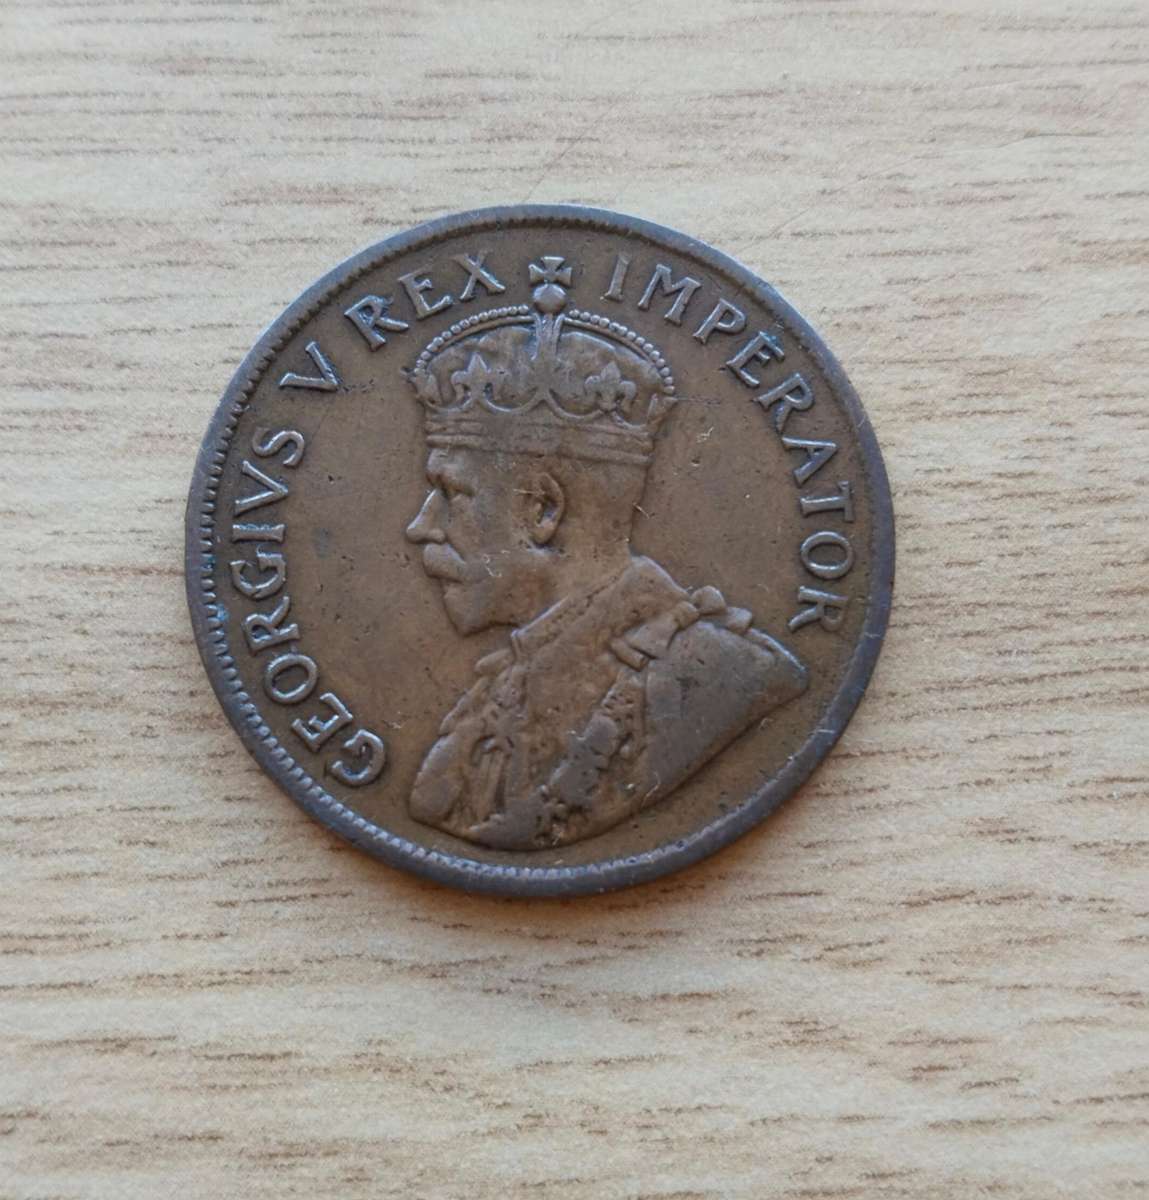 GEORGIVS V REX IMPERATOR